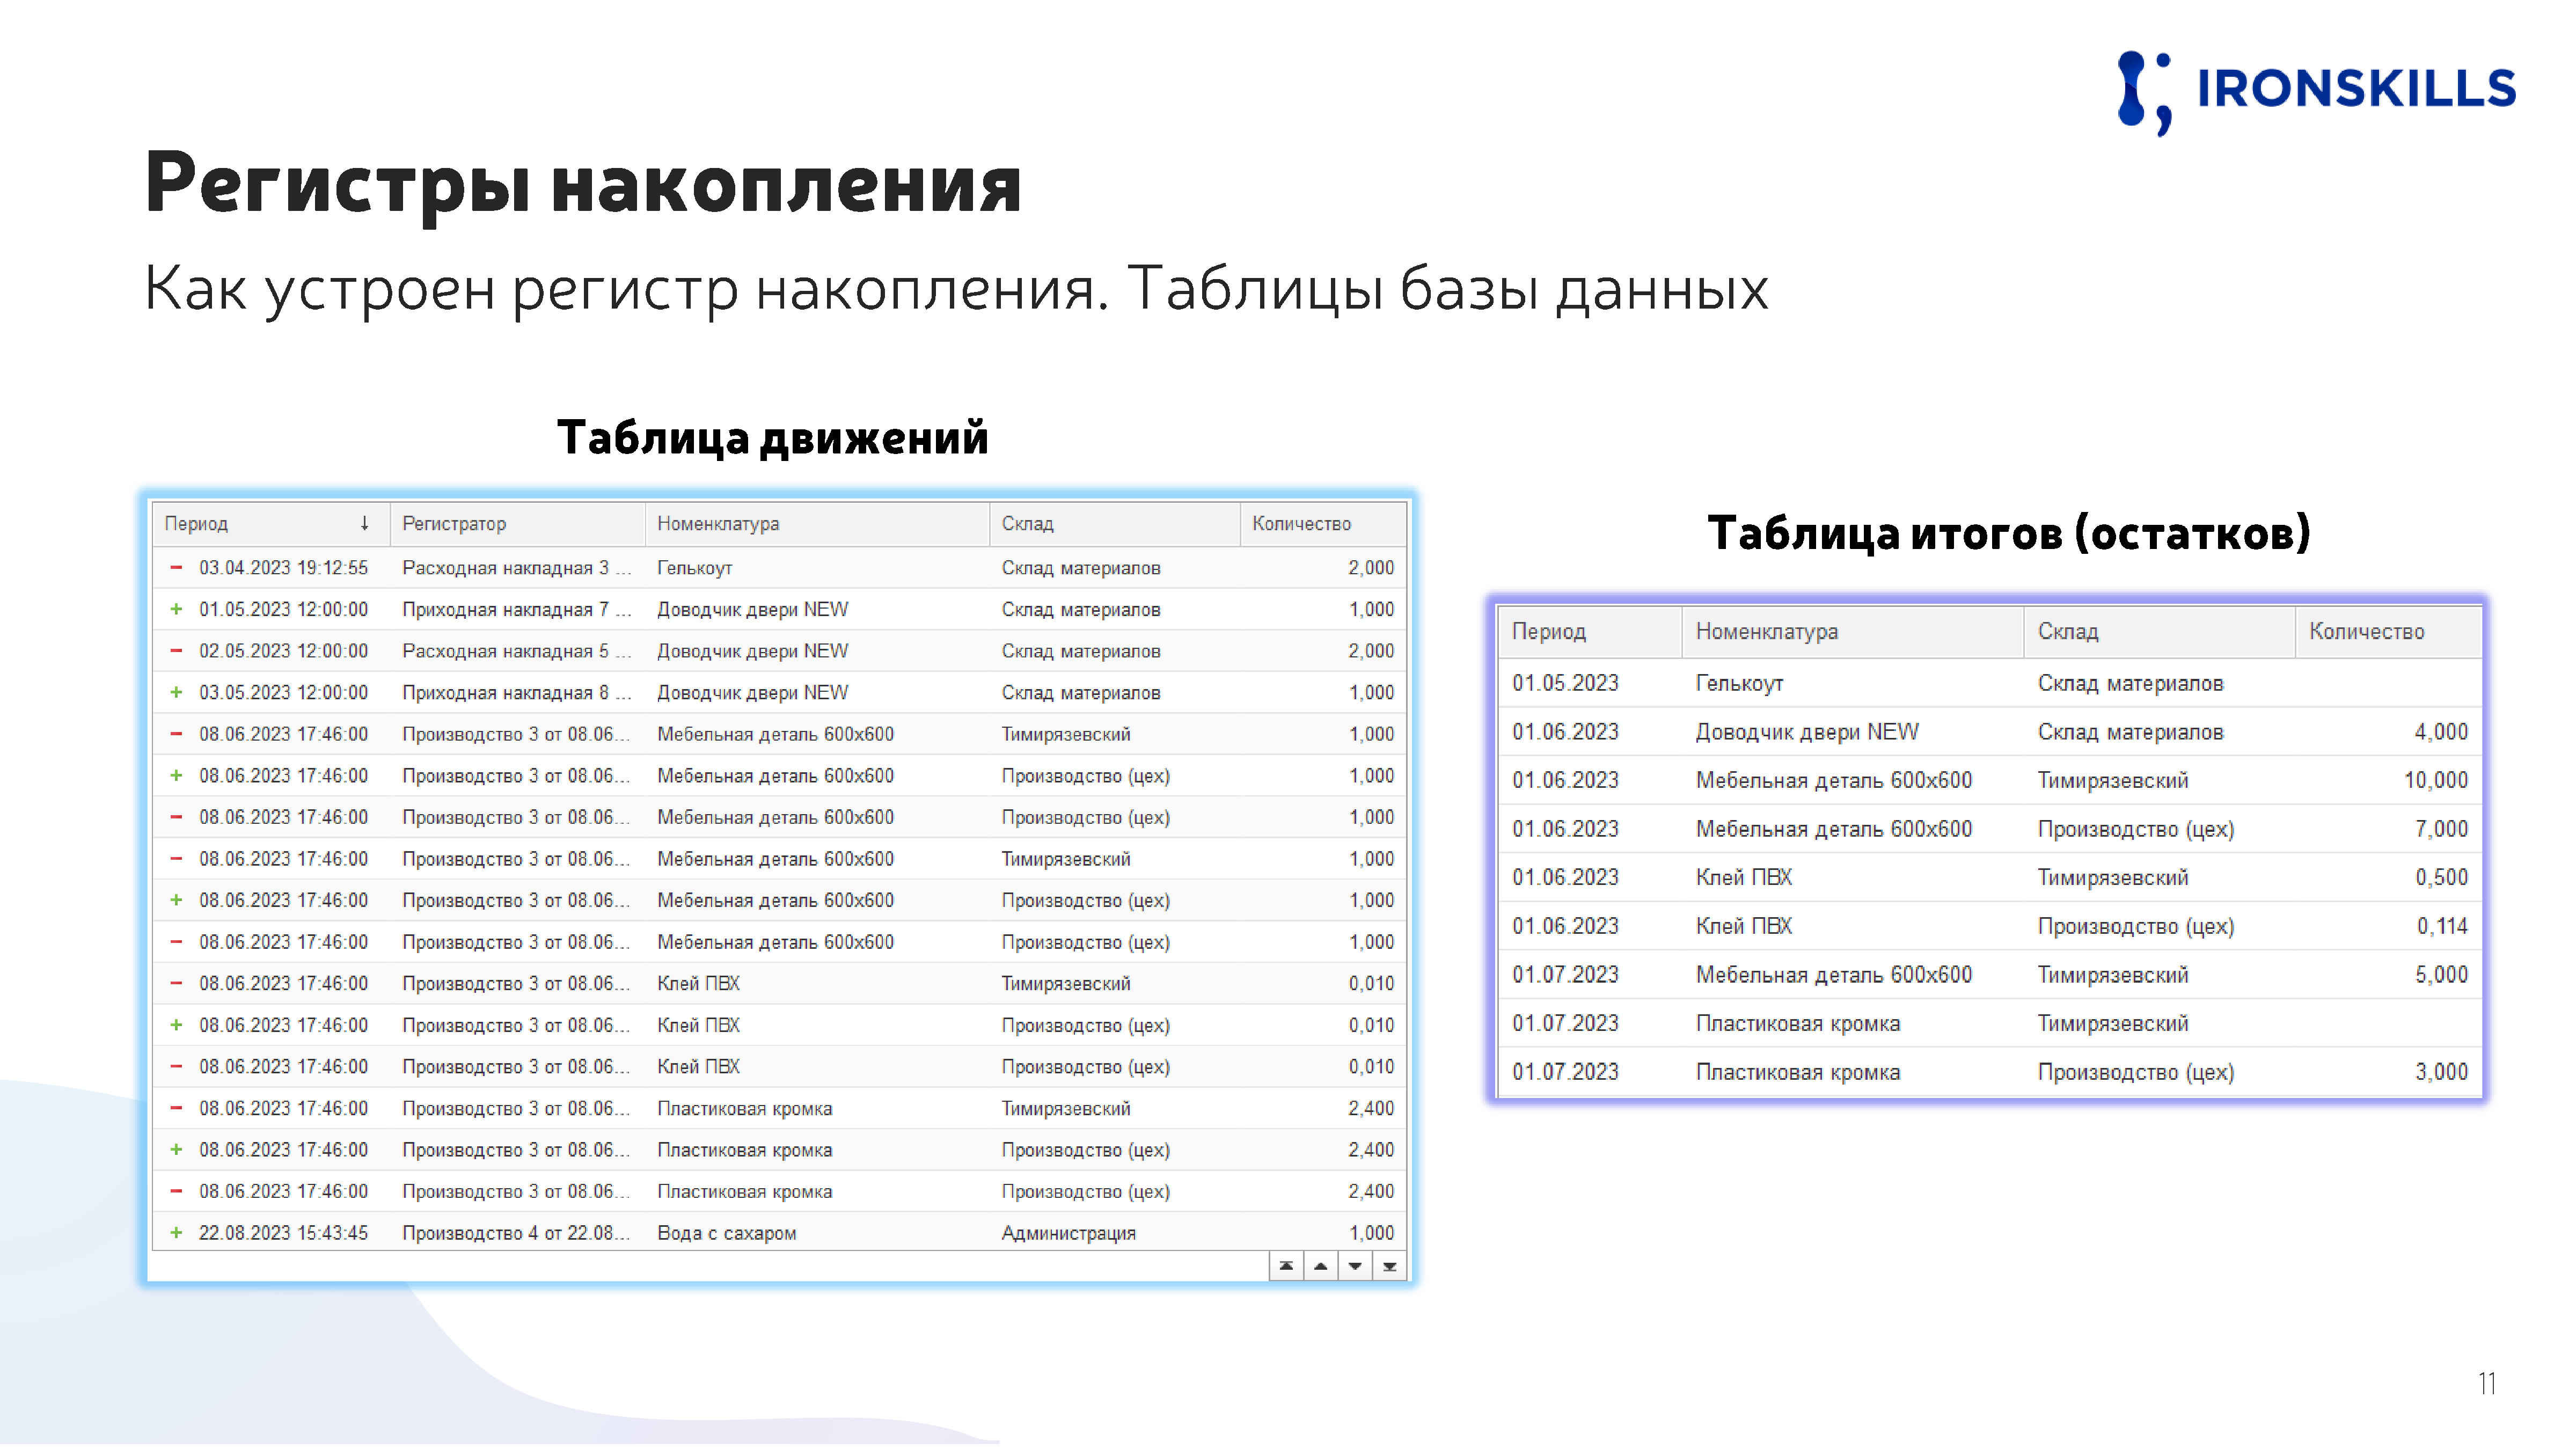 IRONSKILLS
Регистры накопления
Как устроен регистр накопления. Таблицы базы данных
Таблица движений
Период ↓ Регистратор Номенклатура Склад Количество
− 03.04.2023 19:12:55 Расходная накладная 3 ... Гелькоут Склад материалов 2,000
+ 01.05.2023 12:00:00 Приходная накладная 7 ... Доводчик двери NEW Склад материалов 1,000
− 02.05.2023 12:00:00 Расходная накладная 5 ... Доводчик двери NEW Склад материалов 2,000
+ 03.05.2023 12:00:00 Приходная накладная 8 ... Доводчик двери NEW Склад материалов 1,000
− 08.06.2023 17:46:00 Производство 3 от 08.06... Мебельная деталь 600х600 Тимирязевский 1,000
+ 08.06.2023 17:46:00 Производство 3 от 08.06... Мебельная деталь 600х600 Производство (цех) 1,000
− 08.06.2023 17:46:00 Производство 3 от 08.06... Мебельная деталь 600х600 Производство (цех) 1,000
− 08.06.2023 17:46:00 Производство 3 от 08.06... Мебельная деталь 600х600 Тимирязевский 1,000
+ 08.06.2023 17:46:00 Производство 3 от 08.06... Мебельная деталь 600х600 Производство (цех) 1,000
− 08.06.2023 17:46:00 Производство 3 от 08.06... Мебельная деталь 600х600 Производство (цех) 1,000
− 08.06.2023 17:46:00 Производство 3 от 08.06... Клей ПВХ Тимирязевский 0,010
+ 08.06.2023 17:46:00 Производство 3 от 08.06... Клей ПВХ Производство (цех) 0,010
− 08.06.2023 17:46:00 Производство 3 от 08.06... Клей ПВХ Производство (цех) 0,010
− 08.06.2023 17:46:00 Производство 3 от 08.06... Пластиковая кромка Тимирязевский 2,400
+ 08.06.2023 17:46:00 Производство 3 от 08.06... Пластиковая кромка Производство (цех) 2,400
− 08.06.2023 17:46:00 Производство 3 от 08.06... Пластиковая кромка Производство (цех) 2,400
+ 22.08.2023 15:43:45 Производство 4 от 22.08... Вода с сахаром Администрация 1,000
Таблица итогов (остатков)
Период Номенклатура Склад Количество
01.05.2023 Гелькоут Склад материалов
01.06.2023 Доводчик двери NEW Склад материалов 4,000
01.06.2023 Мебельная деталь 600х600 Тимирязевский 10,000
01.06.2023 Мебельная деталь 600х600 Производство (цех) 7,000
01.06.2023 Клей ПВХ Тимирязевский 0,500
01.06.2023 Клей ПВХ Производство (цех) 0,114
01.07.2023 Мебельная деталь 600х600 Тимирязевский 5,000
01.07.2023 Пластиковая кромка Тимирязевский
01.07.2023 Пластиковая кромка Производство (цех) 3,000
11